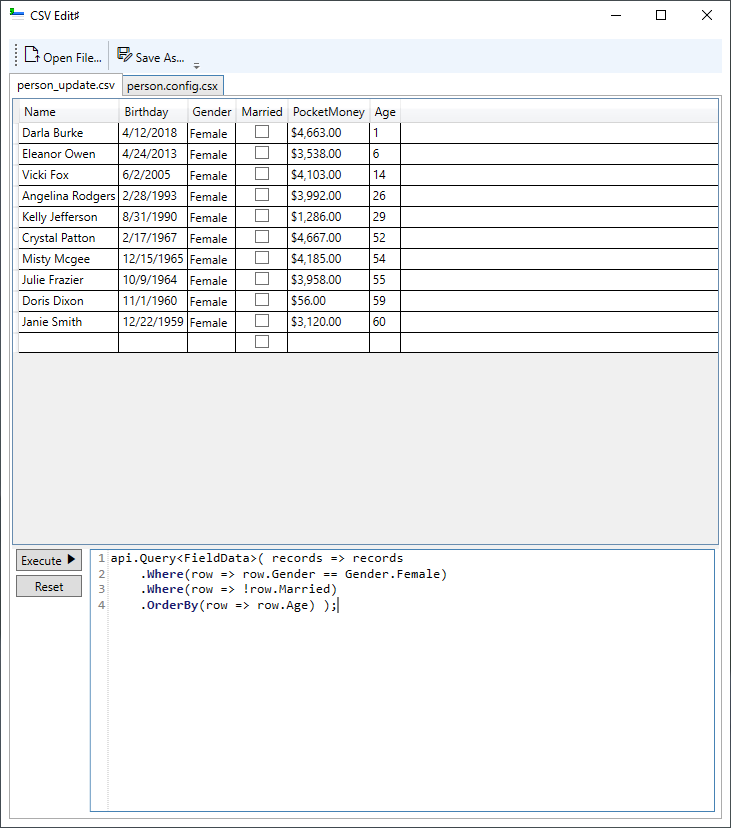 CSV Edit♯
Open File... Save As...
person_update.csv person.config.csx
Name Birthday Gender Married PocketMoney Age
Darla Burke 4/12/2018 Female $4,663.00 1
Eleanor Owen 4/24/2013 Female $3,538.00 6
Vicki Fox 6/2/2005 Female $4,103.00 14
Angelina Rodgers 2/28/1993 Female $3,992.00 26
Kelly Jefferson 8/31/1990 Female $1,286.00 29
Crystal Patton 2/17/1967 Female $4,667.00 52
Misty Mcgee 12/15/1965 Female $4,185.00 54
Julie Frazier 10/9/1964 Female $3,958.00 55
Doris Dixon 11/1/1960 Female $56.00 59
Janie Smith 12/22/1959 Female $3,120.00 60
Execute
Reset
1 api.Query<FieldData>( records => records
2 .Where(row => row.Gender == Gender.Female)
3 .Where(row => !row.Married)
4 .OrderBy(row => row.Age) );